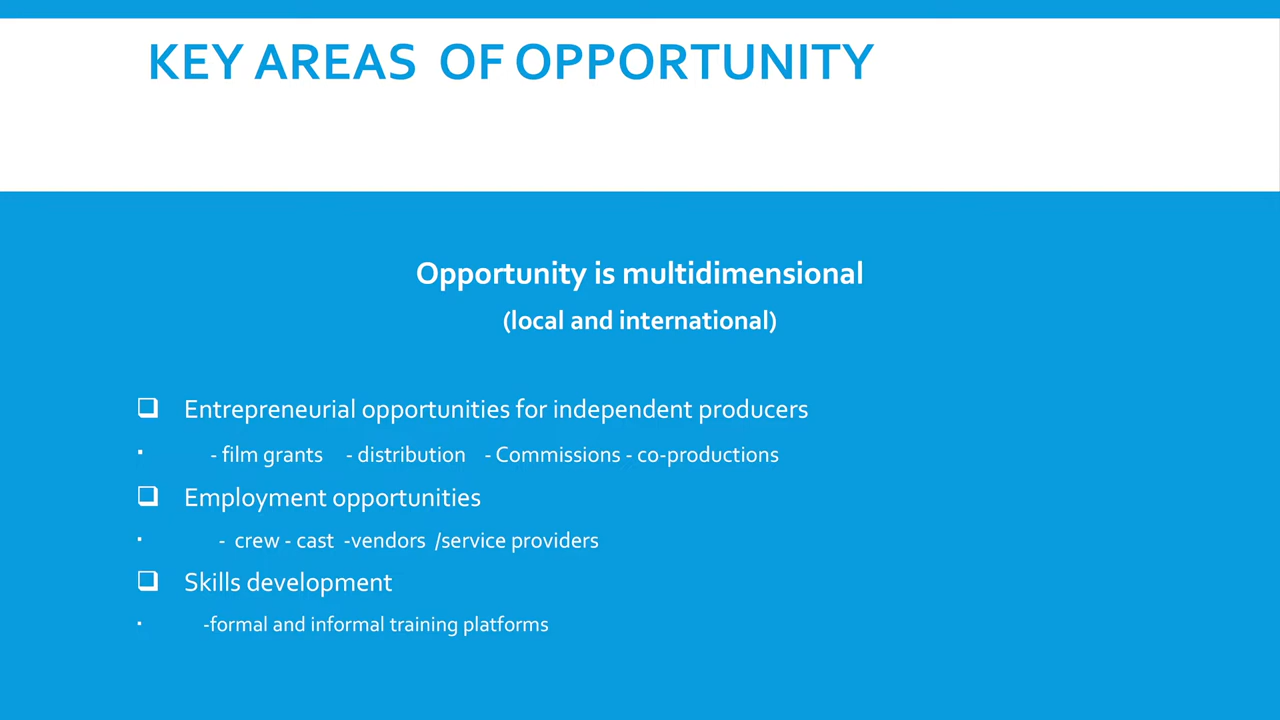 KEY AREAS  OF OPPORTUNITY
Opportunity is multidimensional
(local and international)
❑ Entrepreneurial opportunities for independent producers
▪ - film grants - distribution - Commissions - co-productions
❑ Employment opportunities
▪ - crew - cast -vendors /service providers
❑ Skills development
▪ -formal and informal training platforms